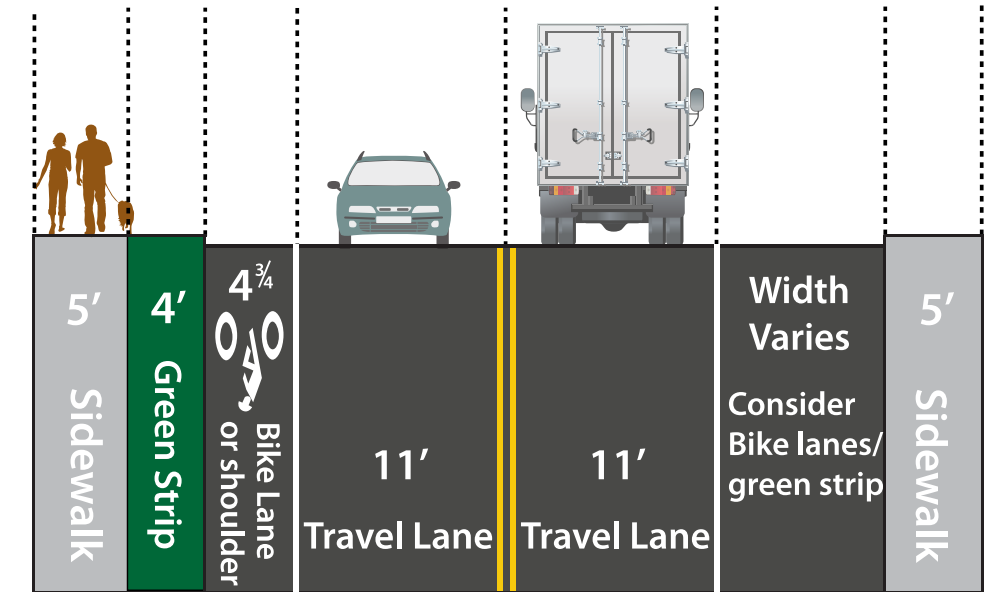 5’
Sidewalk
4’
Green Strip
4¾
Bike Lane
or shoulder
11’
Travel Lane
11’
Travel Lane
Width
Varies
Consider
Bike lanes/
green strip
5’
Sidewalk